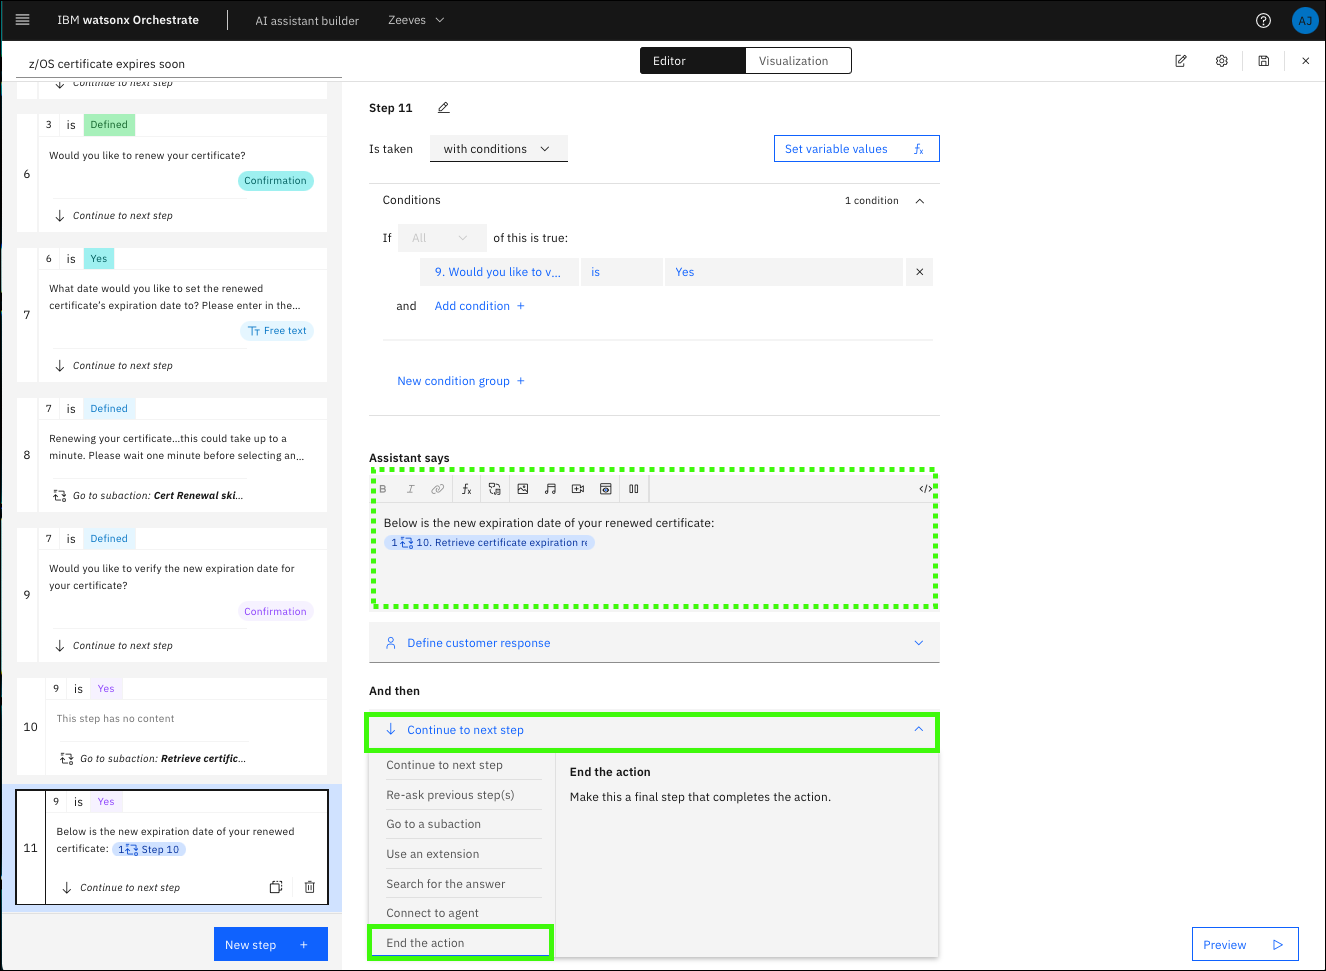 IBM watsonx Orchestrate
AI assistant builder
Zeeves
AJ
z/OS certificate expires soon
Editor
Visualization
Continue to next step
3 is Defined
6
Would you like to renew your certificate?
Confirmation
Continue to next step
6 is Yes
7
What date would you like to set the renewed
certificate's expiration date to? Please enter in the...
Free text
Continue to next step
7 is Defined
8
Renewing your certificate...this could take up to a
minute. Please wait one minute before selecting an...
Go to subaction: Cert Renewal ski...
7 is Defined
9
Would you like to verify the new expiration date for
your certificate?
Confirmation
Continue to next step
9 is Yes
10
This step has no content
Go to subaction: Retrieve certific...
9 is Yes
11
Below is the new expiration date of your renewed
certificate: 1 Step 10
Continue to next step
New step +
Step 11
Is taken with conditions
Set variable values fx
Conditions
1 condition
If All of this is true:
9. Would you like to v... is Yes
and Add condition +
New condition group +
Assistant says
B I fx </>
Below is the new expiration date of your renewed certificate:
1 10. Retrieve certificate expiration re
Define customer response
And then
Continue to next step
Continue to next step
Re-ask previous step(s)
Go to a subaction
Use an extension
Search for the answer
Connect to agent
End the action
End the action
Make this a final step that completes the action.
Preview